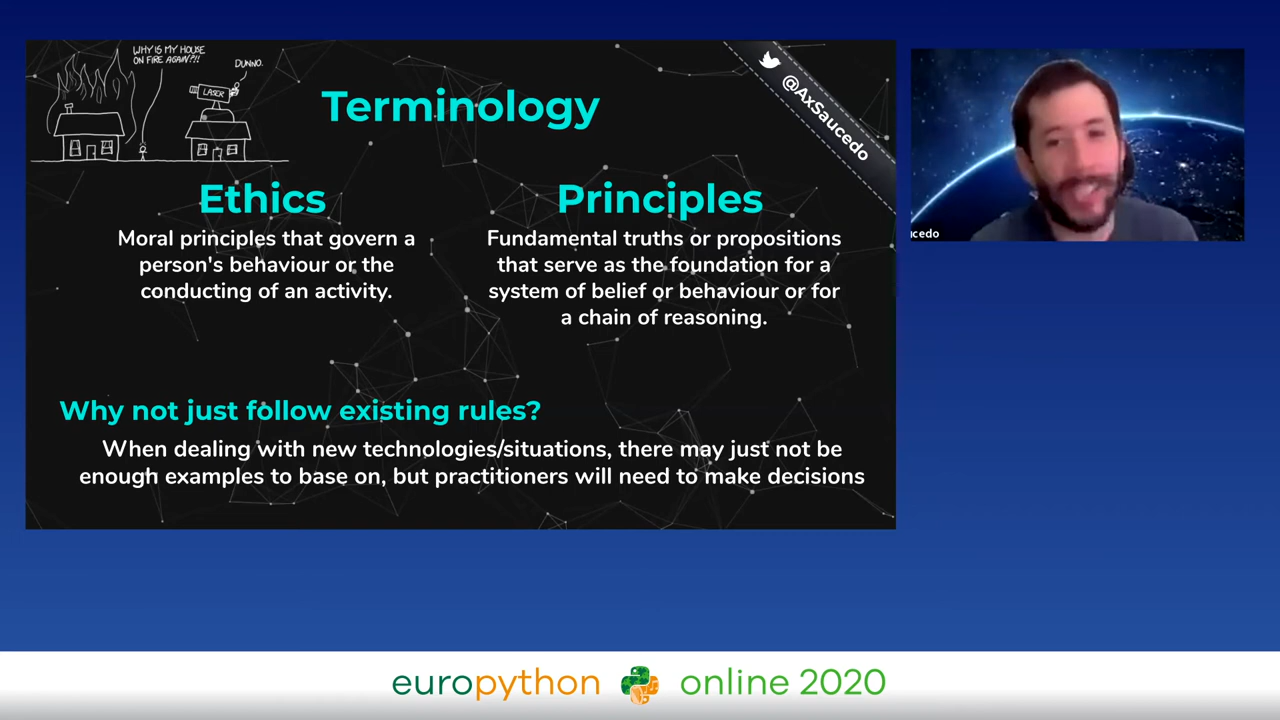 WHY IS MY HOUSE
ON FIRE AGAIN?!!
DUNNO.
LASER
Terminology
@AxSaucedo
Ethics
Moral principles that govern a
person's behaviour or the
conducting of an activity.
Principles
Fundamental truths or propositions
that serve as the foundation for a
system of belief or behaviour or for
a chain of reasoning.
Why not just follow existing rules?
When dealing with new technologies/situations, there may just not be
enough examples to base on, but practitioners will need to make decisions
ucedo
europython online 2020